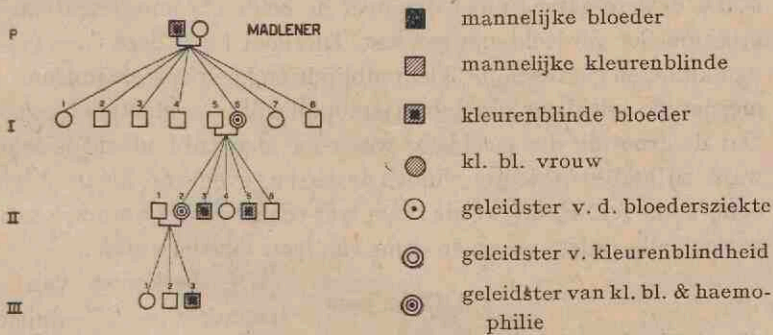 P
MADLENER
1 2 3 4 5 6 7 8
I
1 2 3 4 5 6
II
1 2 3
III
mannelijke bloeder
mannelijke kleurenblinde
kleurenblinde bloeder
kl. bl. vrouw
geleidster v. d. bloedersziekte
geleidster v. kleurenblindheid
geleidster van kl. bl. & haemo-
philie